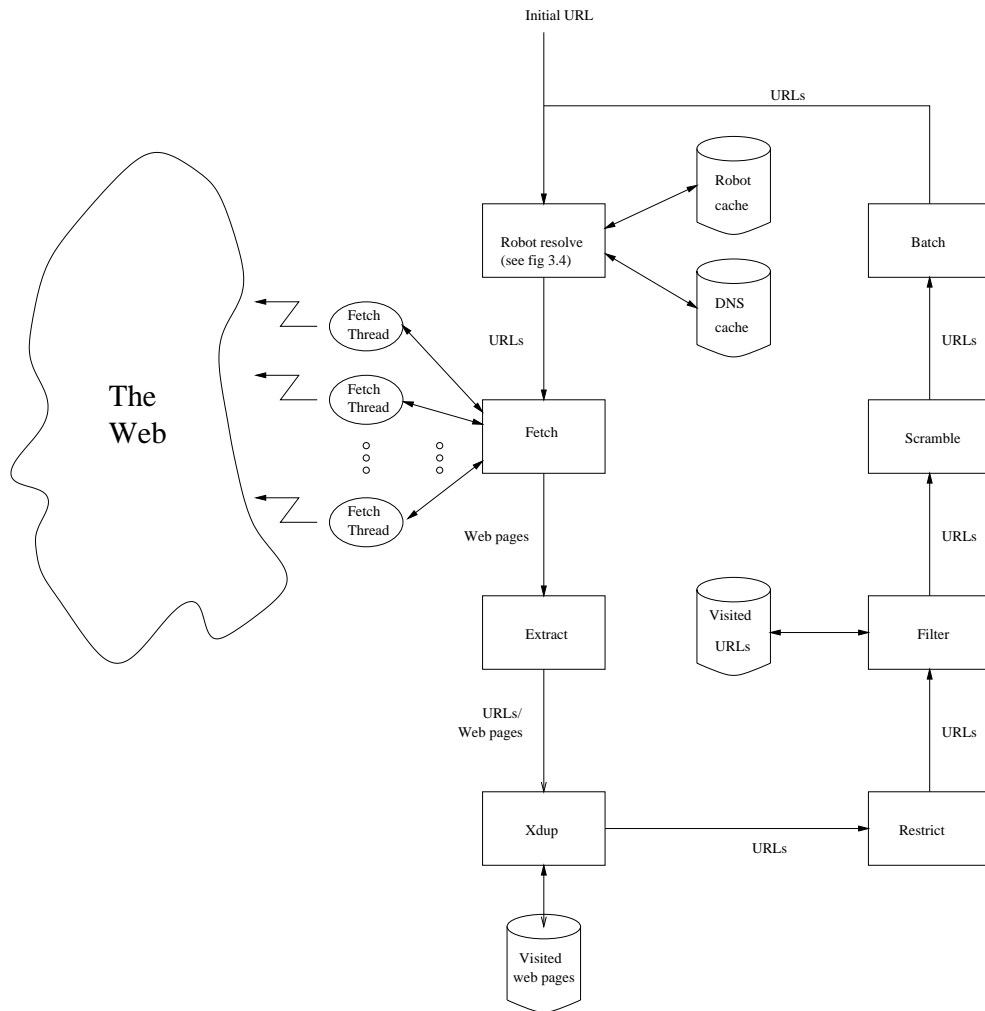 Initial URL
URLs
Robot
cache
Robot resolve
(see fig 3.4)
Batch
DNS
cache
Fetch
Thread
URLs
URLs
The
Web
Fetch
Thread
Fetch
Scramble
Fetch
Thread
Web pages
URLs
Visited
URLs
Extract
Filter
URLs/
Web pages
URLs
Xdup
Restrict
URLs
Visited
web pages